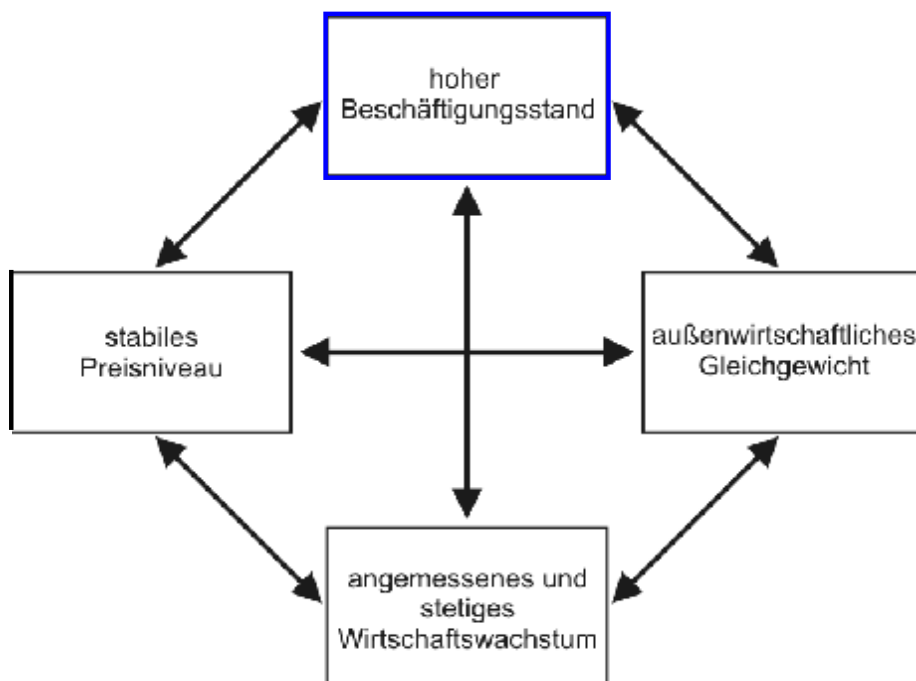 hoher
Beschäftigungsstand
stabiles
Preisniveau
außenwirtschaftliches
Gleichgewicht
angemessenes und
stetiges
Wirtschaftswachstum